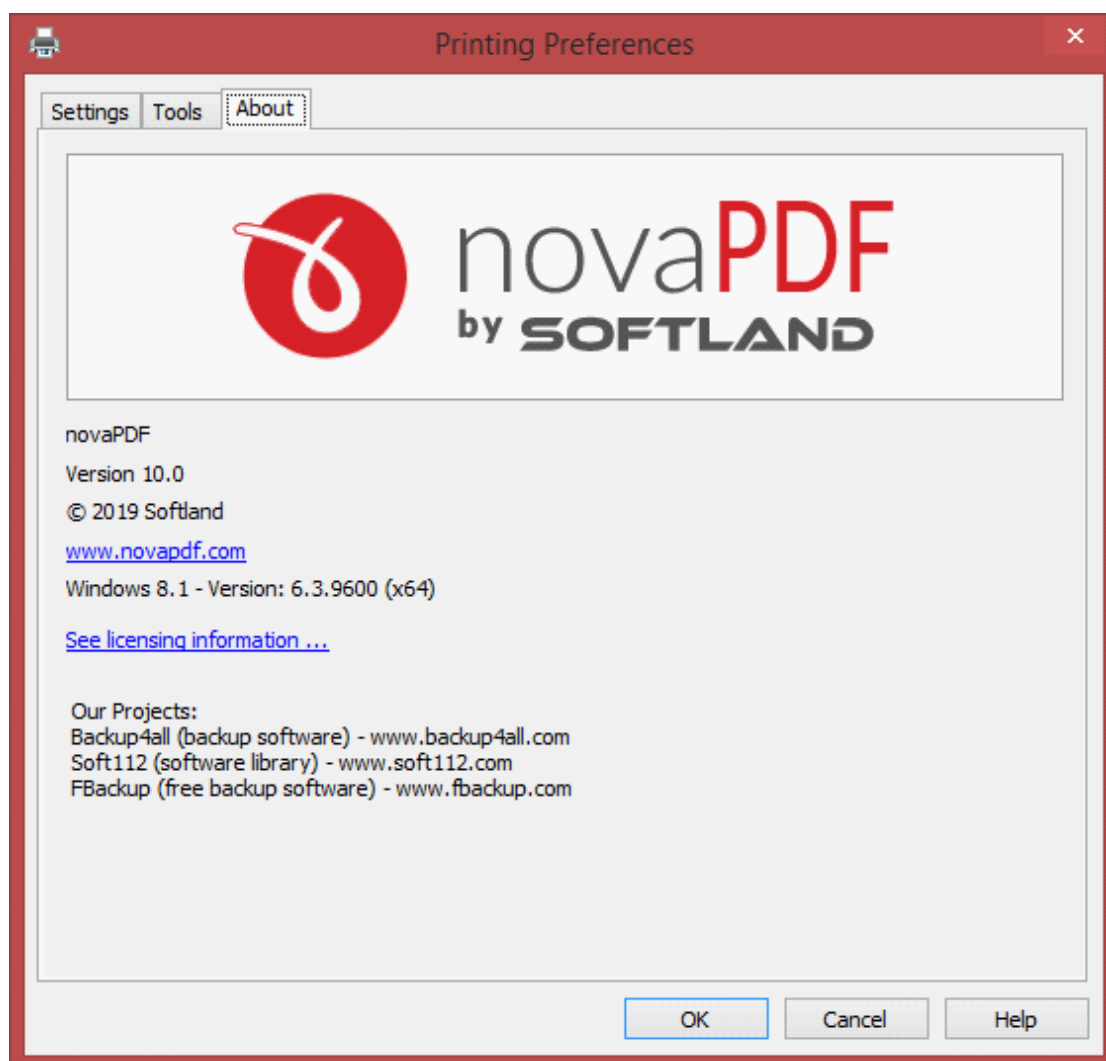 Printing Preferences
Settings Tools About
novaPDF
by SOFTLAND
novaPDF
Version 10.0
© 2019 Softland
www.novapdf.com
Windows 8.1 - Version: 6.3.9600 (x64)
See licensing information ...
Our Projects:
Backup4all (backup software) - www.backup4all.com
Soft112 (software library) - www.soft112.com
FBackup (free backup software) - www.fbackup.com
OK Cancel Help